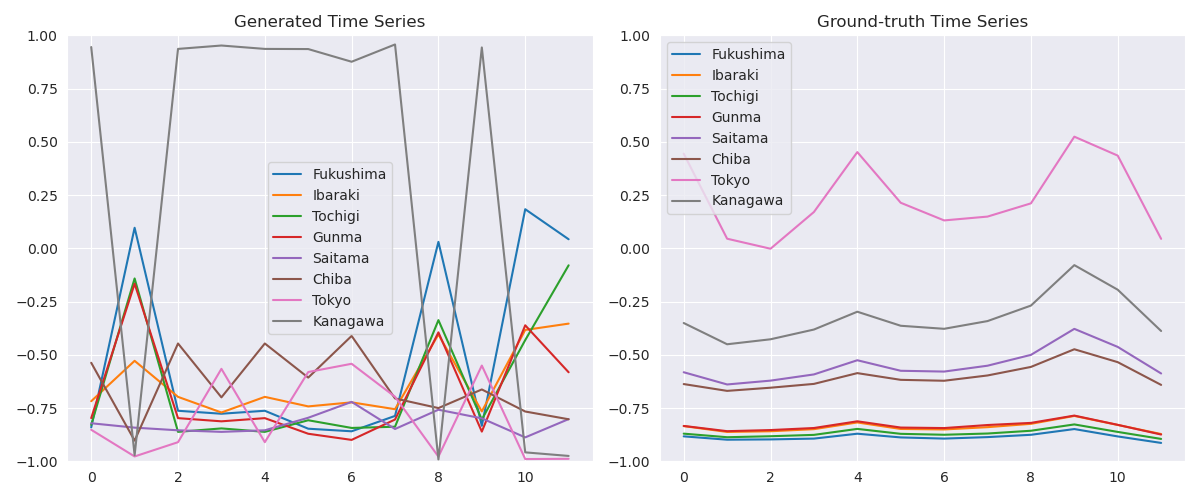 Generated Time Series
1.00
0.75
0.50
0.25
0.00
−0.25
−0.50
−0.75
−1.00
0 2 4 6 8 10
Fukushima
Ibaraki
Tochigi
Gunma
Saitama
Chiba
Tokyo
Kanagawa
Ground-truth Time Series
1.00
0.75
0.50
0.25
0.00
−0.25
−0.50
−0.75
−1.00
0 2 4 6 8 10
Fukushima
Ibaraki
Tochigi
Gunma
Saitama
Chiba
Tokyo
Kanagawa